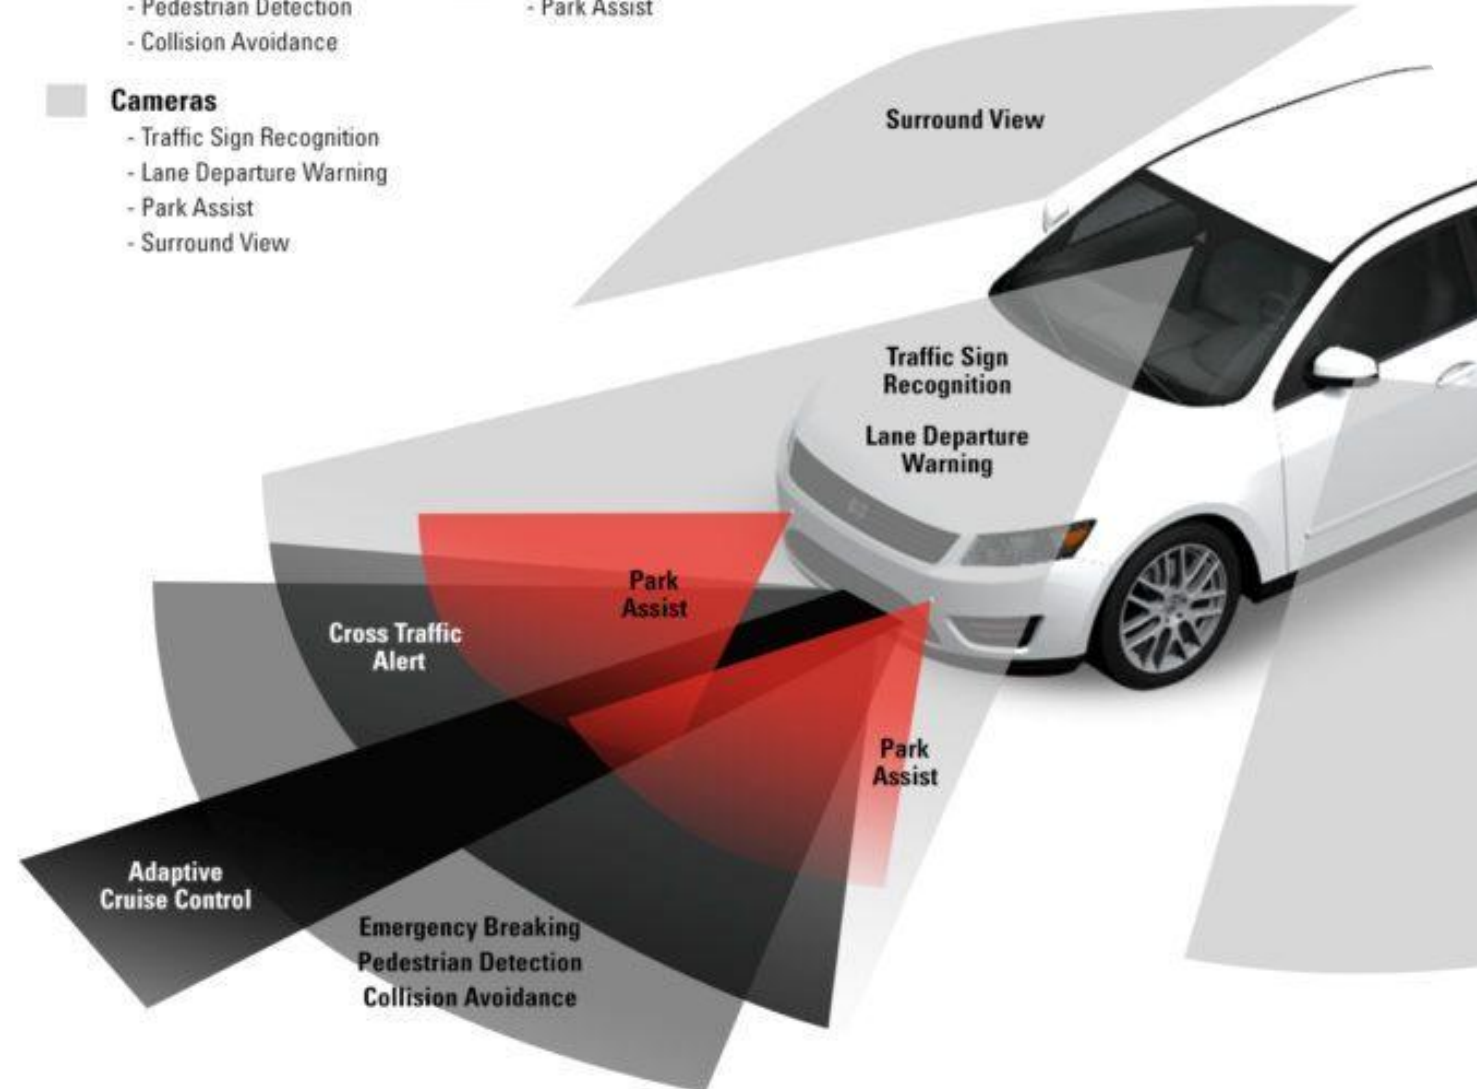 - Pedestrian Detection
- Collision Avoidance
- Park Assist
Cameras
- Traffic Sign Recognition
- Lane Departure Warning
- Park Assist
- Surround View
Surround View
Traffic Sign
Recognition
Lane Departure
Warning
Park
Assist
Cross Traffic
Alert
Park
Assist
Adaptive
Cruise Control
Emergency Breaking
Pedestrian Detection
Collision Avoidance